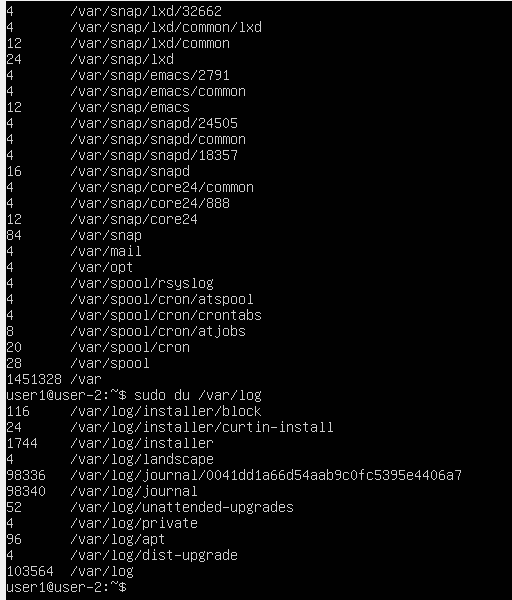 4       /var/snap/lxd/32662
4       /var/snap/lxd/common/lxd
12      /var/snap/lxd/common
24      /var/snap/lxd
4       /var/snap/emacs/2791
4       /var/snap/emacs/common
12      /var/snap/emacs
4       /var/snap/snapd/24505
4       /var/snap/snapd/common
4       /var/snap/snapd/18357
16      /var/snap/snapd
4       /var/snap/core24/common
4       /var/snap/core24/888
12      /var/snap/core24
84      /var/snap
4       /var/mail
4       /var/opt
4       /var/spool/rsyslog
4       /var/spool/cron/atspool
4       /var/spool/cron/crontabs
8       /var/spool/cron/atjobs
20      /var/spool/cron
28      /var/spool
1451328 /var
user1@user-2:~$ sudo du /var/log
116     /var/log/installer/block
24      /var/log/installer/curtin-install
1744    /var/log/installer
4       /var/log/landscape
98336   /var/log/journal/0041dd1a66d54aab9c0fc5395e4406a7
98340   /var/log/journal
52      /var/log/unattended-upgrades
4       /var/log/private
96      /var/log/apt
4       /var/log/dist-upgrade
103564  /var/log
user1@user-2:~$